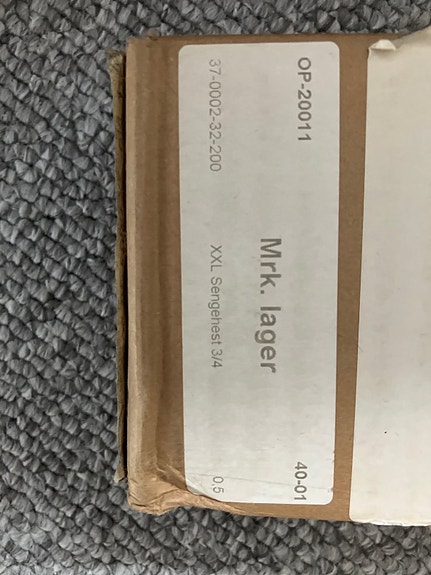 OP-20011 40-01
Mrk. lager
37-0002-32-200 XXL Sengehest 3/4 0,5